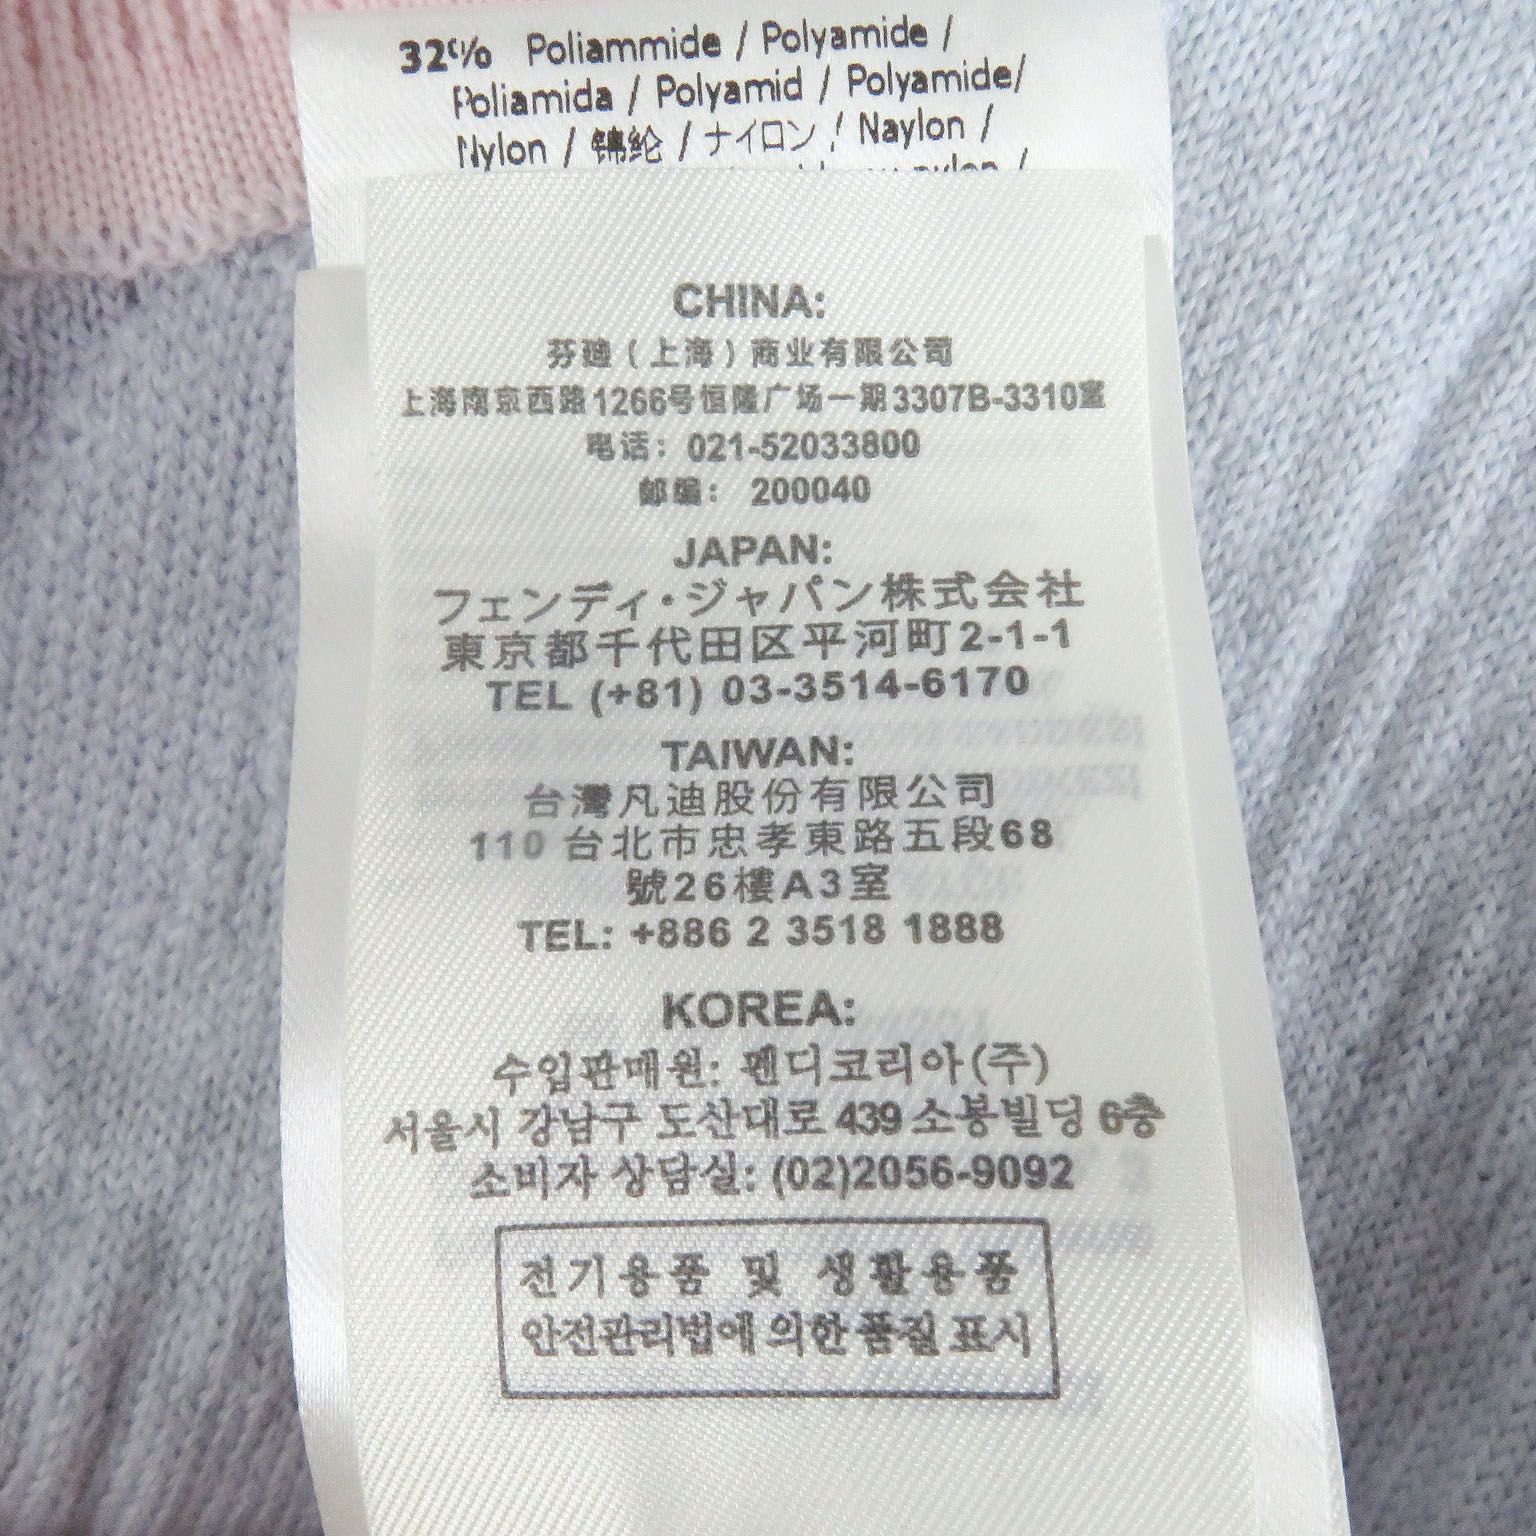 32% Poliammide / Polyamide /
Poliamida / Polyamid / Polyamide/
Nylon / 锦纶 / ナイロン / Naylon /
CHINA:
芬迪（上海）商业有限公司
上海南京西路1266号恒隆广场一期3307B-3310室
电话：021-52033800
邮编： 200040
JAPAN:
フェンディ・ジャパン株式会社
東京都千代田区平河町2-1-1
TEL (+81) 03-3514-6170
TAIWAN:
台灣凡迪股份有限公司
110 台北市忠孝東路五段68
號26樓A3室
TEL: +886 2 3518 1888
KOREA:
수입판매원: 펜디코리아(주)
서울시 강남구 도산대로 439 소봉빌딩 6층
소비자 상담실: (02)2056-9092
전기용품 및 생활용품
안전관리법에 의한 품질 표시